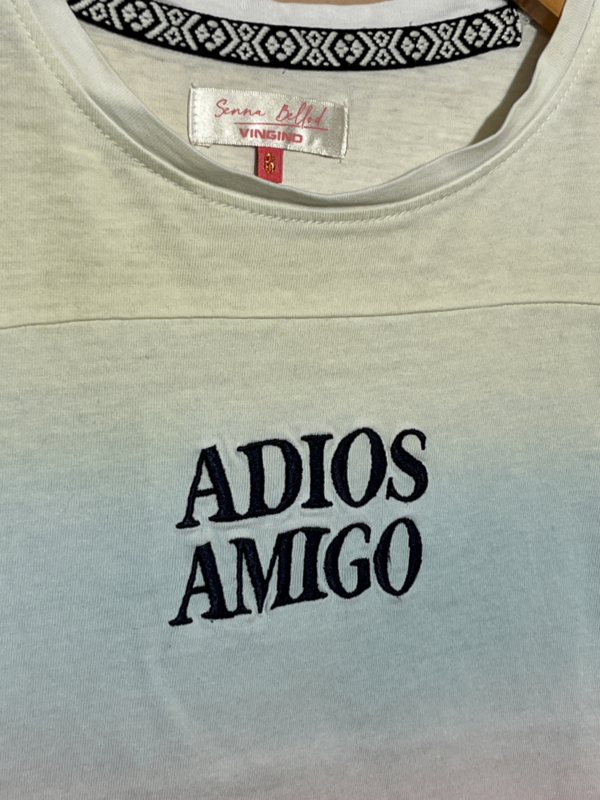 Senna Bellod
VINGINO
ADIOS
AMIGO